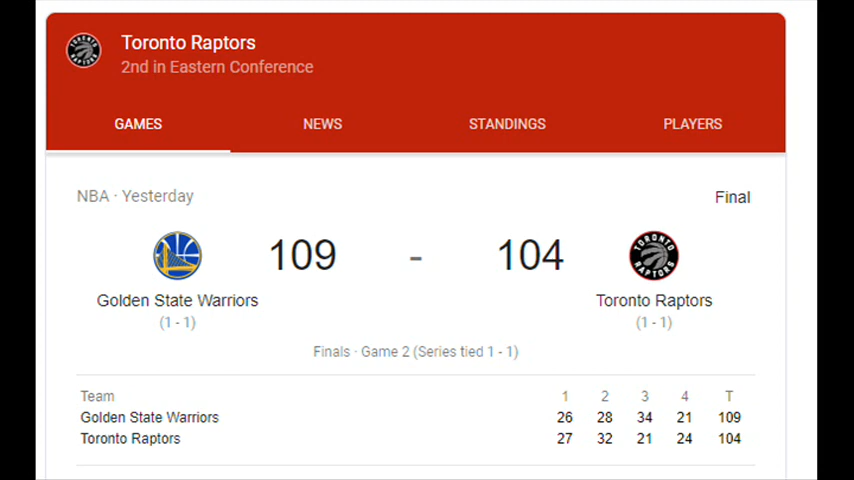 Toronto Raptors
2nd in Eastern Conference
GAMES NEWS STANDINGS PLAYERS
NBA · Yesterday Final
109 - 104
TORONTO RAPTORS
Golden State Warriors Toronto Raptors
(1 - 1) (1 - 1)
Finals · Game 2 (Series tied 1 - 1)
Team 1 2 3 4 T
Golden State Warriors 26 28 34 21 109
Toronto Raptors 27 32 21 24 104